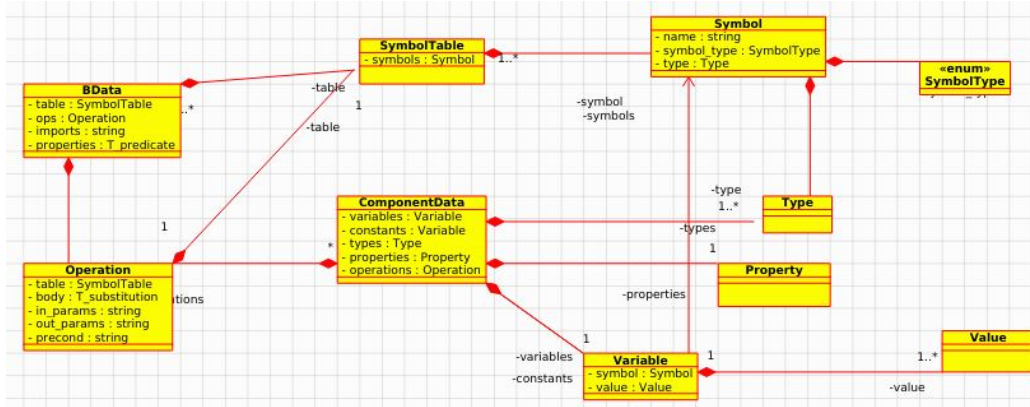 Symbol
- name : string
- symbol_type : SymbolType
- type : Type
SymbolTable
- symbols : Symbol
1..*
«enum»
SymbolType
BData
- table : SymbolTable
- ops : Operation
- imports : string
- properties : T_predicate
-table
..*
1
-table
-symbol
-symbols
ComponentData
- variables : Variable
- constants : Variable
- types : Type
- properties : Property
- operations : Operation
-type
1..*
Type
-types
1
*
1
Operation
- table : SymbolTable
- body : T_substitution
- in_params : string
- out_params : string
- precond : string
Property
-properties
1
-variables
-constants
Variable
- symbol : Symbol
- value : Value
1
1..*
Value
-value